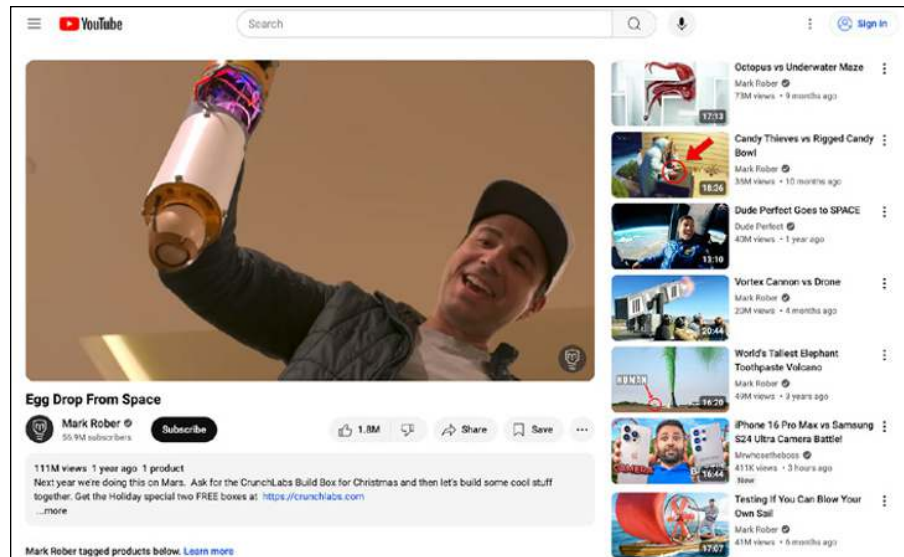 YouTube
Search
Sign in
Egg Drop From Space
Mark Rober
55.9M subscribers
Subscribe
1.8M
Share
Save
111M views 1 year ago 1 product
Next year we're doing this on Mars. Ask for the CrunchLabs Build Box for Christmas and then let's build some cool stuff
together. Get the Holiday special two FREE boxes at https://crunchlabs.com
...more
Mark Rober tagged products below. Learn more
17:13
Octopus vs Underwater Maze
Mark Rober
73M views • 9 months ago
18:36
Candy Thieves vs Rigged Candy
Bowl
Mark Rober
36M views • 10 months ago
13:10
Dude Perfect Goes to SPACE
Dude Perfect
40M views • 1 year ago
20:44
Vortex Cannon vs Drone
Mark Rober
20M views • 4 months ago
HUMAN
16:20
World's Tallest Elephant
Toothpaste Volcano
Mark Rober
49M views • 3 years ago
CAMERA
16:44
iPhone 16 Pro Max vs Samsung
S24 Ultra Camera Battle!
Mrwhosetheboss
411K views • 3 hours ago
New
17:07
Testing If You Can Blow Your
Own Sail
Mark Rober
41M views • 6 months ago